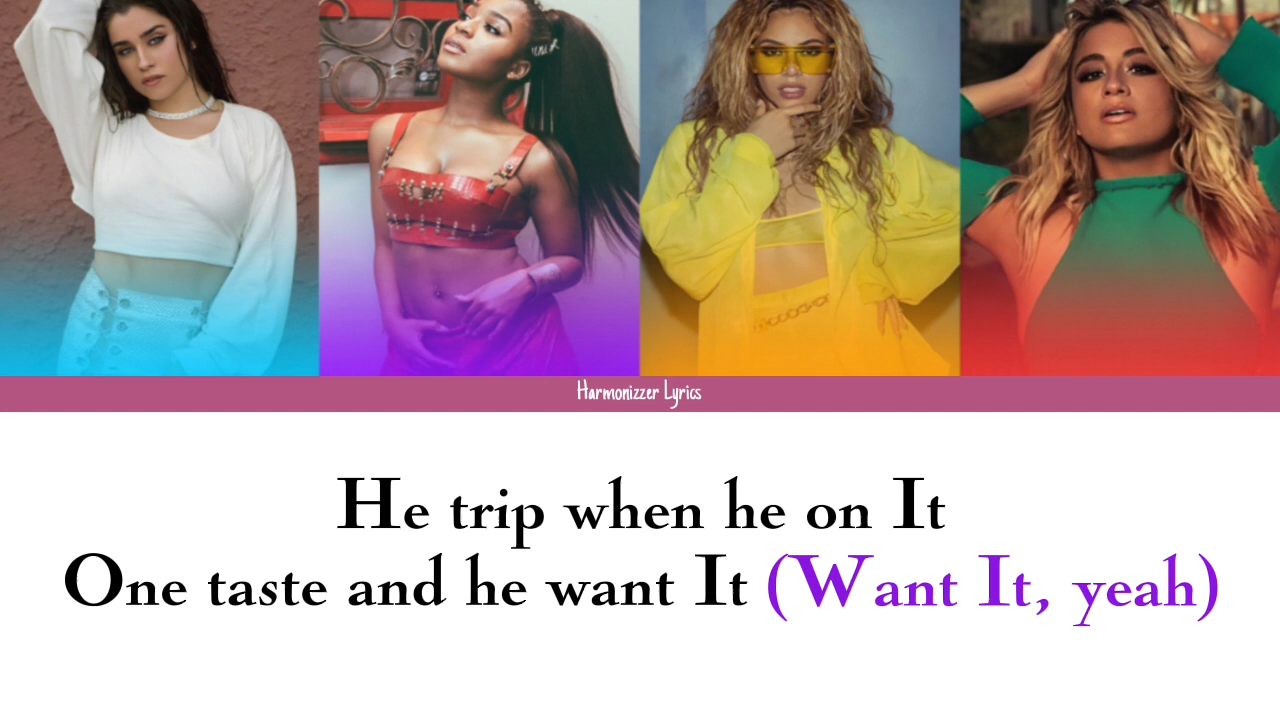 Harmonizzer Lyrics
He trip when he on It
One taste and he want It (Want It, yeah)